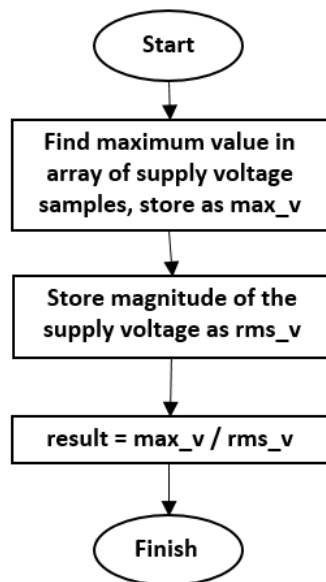 Start
Find maximum value in
array of supply voltage
samples, store as max_v
Store magnitude of the
supply voltage as rms_v
result = max_v / rms_v
Finish